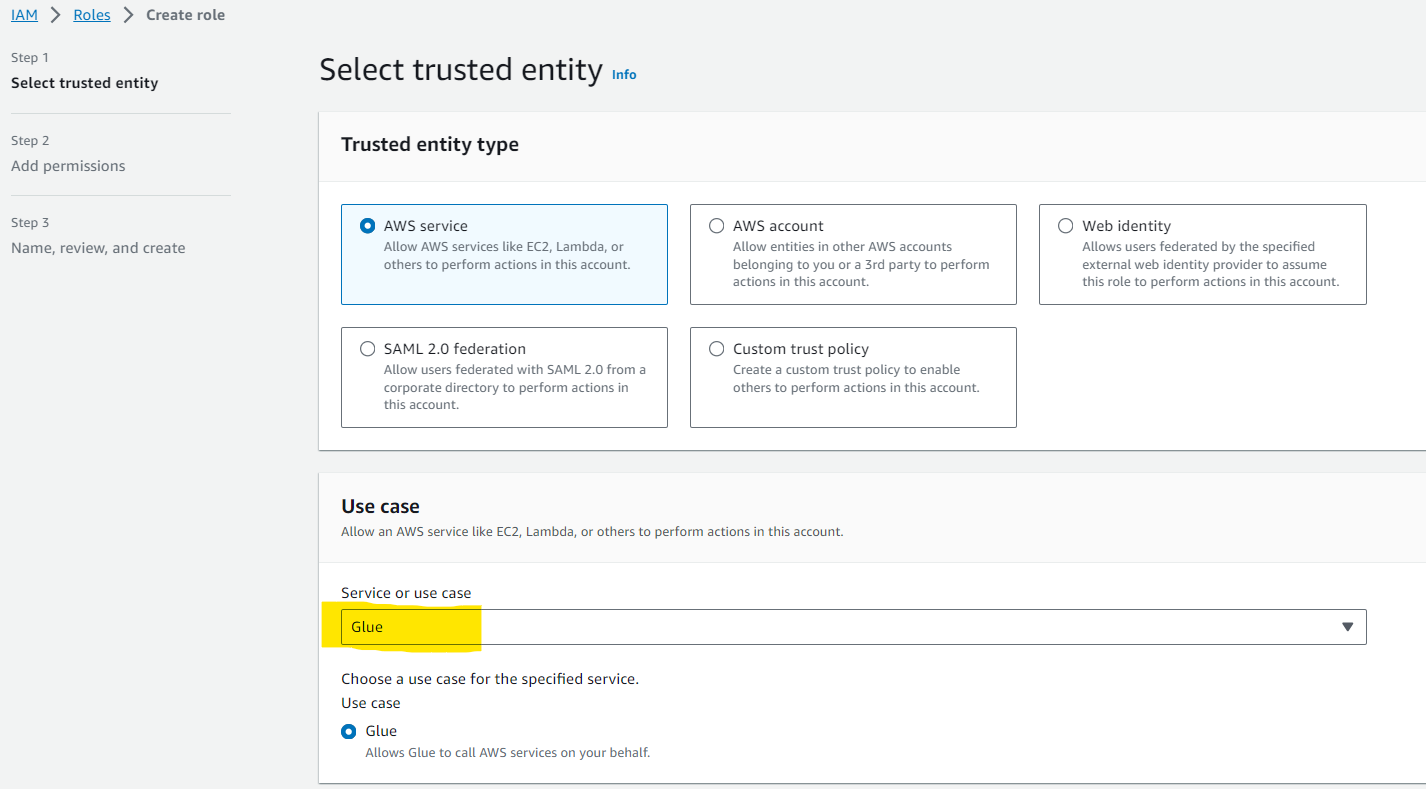 IAM > Roles > Create role
Step 1
Select trusted entity
Step 2
Add permissions
Step 3
Name, review, and create
Select trusted entity Info
Trusted entity type
AWS service
Allow AWS services like EC2, Lambda, or
others to perform actions in this account.
AWS account
Allow entities in other AWS accounts
belonging to you or a 3rd party to perform
actions in this account.
Web identity
Allows users federated by the specified
external web identity provider to assume
this role to perform actions in this account.
SAML 2.0 federation
Allow users federated with SAML 2.0 from a
corporate directory to perform actions in
this account.
Custom trust policy
Create a custom trust policy to enable
others to perform actions in this account.
Use case
Allow an AWS service like EC2, Lambda, or others to perform actions in this account.
Service or use case
Glue
Choose a use case for the specified service.
Use case
Glue
Allows Glue to call AWS services on your behalf.